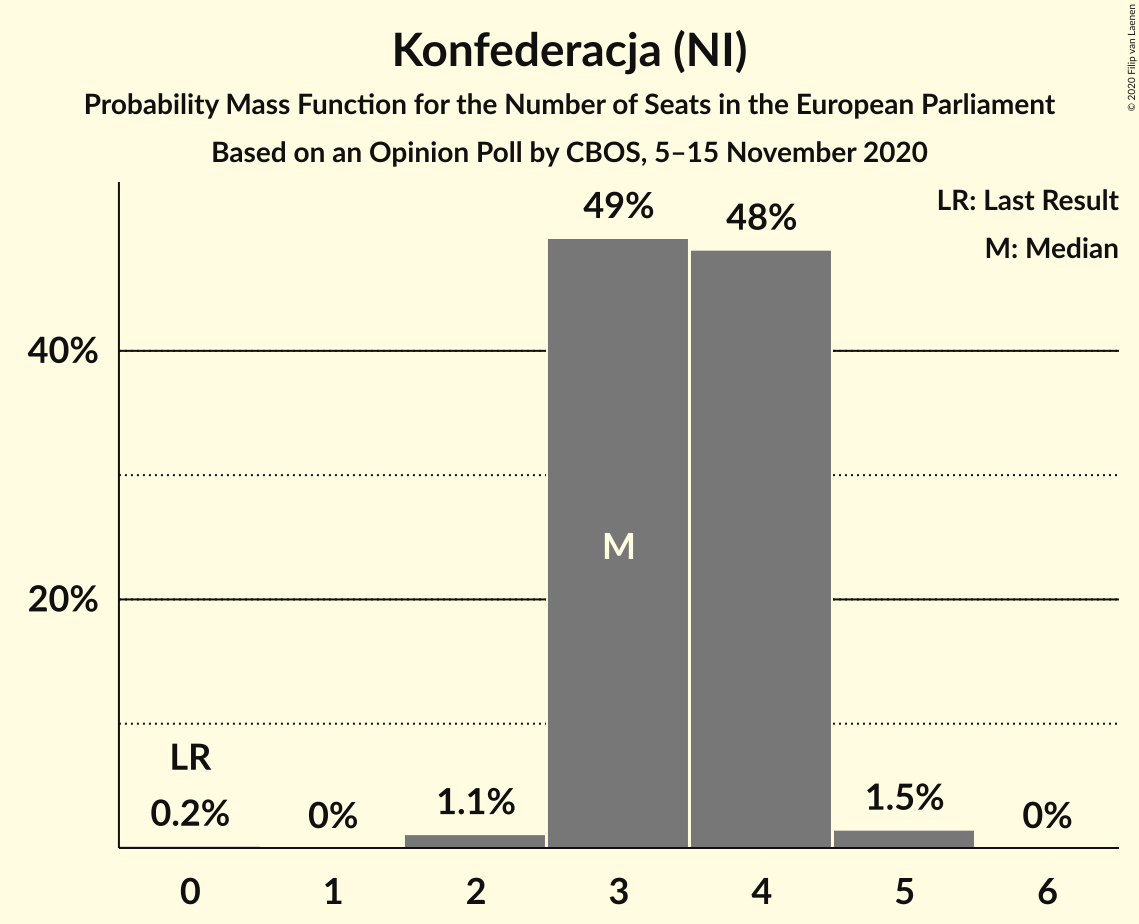 Konfederacja (NI)
Probability Mass Function for the Number of Seats in the European Parliament
Based on an Opinion Poll by CBOS, 5–15 November 2020
© 2020 Filip van Laenen
LR: Last Result
M: Median
49%
48%
40%
M
20%
LR
0.2%
0%
1.1%
1.5%
0%
0 1 2 3 4 5 6